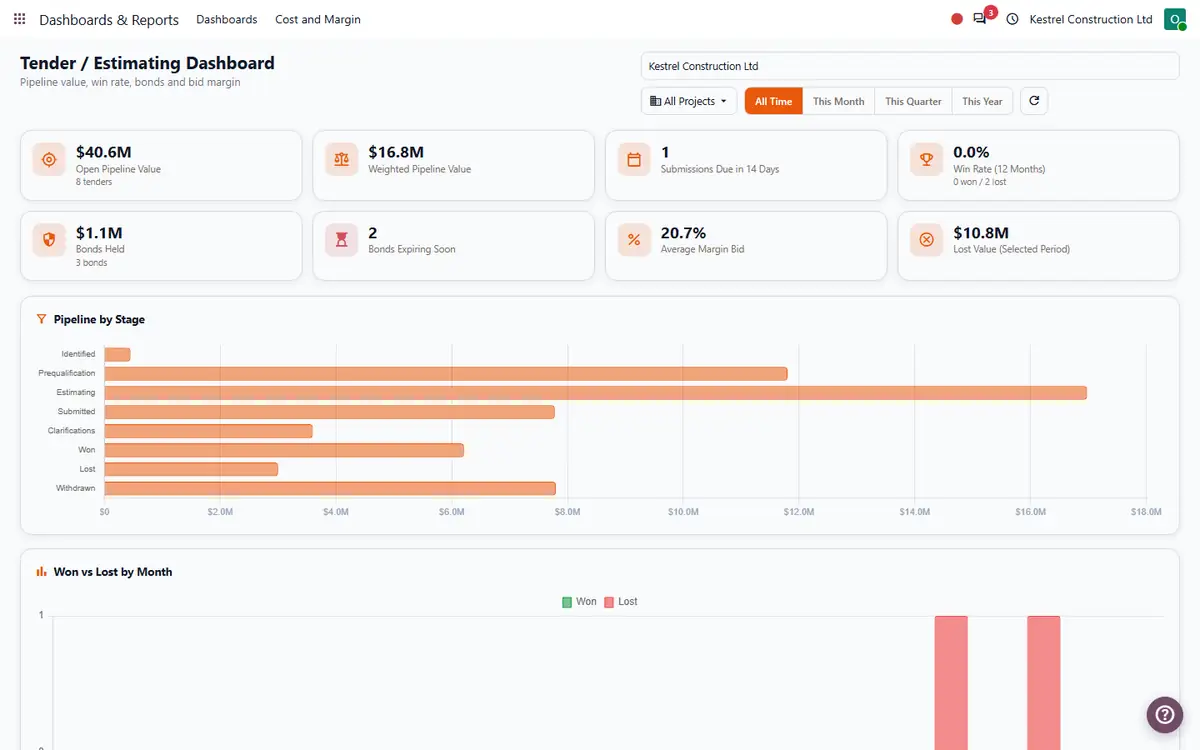 Dashboards & Reports Dashboards Cost and Margin 3 Kestrel Construction Ltd O
Tender / Estimating Dashboard
Pipeline value, win rate, bonds and bid margin
Kestrel Construction Ltd
All Projects All Time This Month This Quarter This Year
$40.6M
Open Pipeline Value
8 tenders
$16.8M
Weighted Pipeline Value
1
Submissions Due in 14 Days
0.0%
Win Rate (12 Months)
0 won / 2 lost
$1.1M
Bonds Held
3 bonds
2
Bonds Expiring Soon
20.7%
Average Margin Bid
$10.8M
Lost Value (Selected Period)
Pipeline by Stage
Identified
Prequalification
Estimating
Submitted
Clarifications
Won
Lost
Withdrawn
$0 $2.0M $4.0M $6.0M $8.0M $10.0M $12.0M $14.0M $16.0M $18.0M
Won vs Lost by Month
Won Lost
1